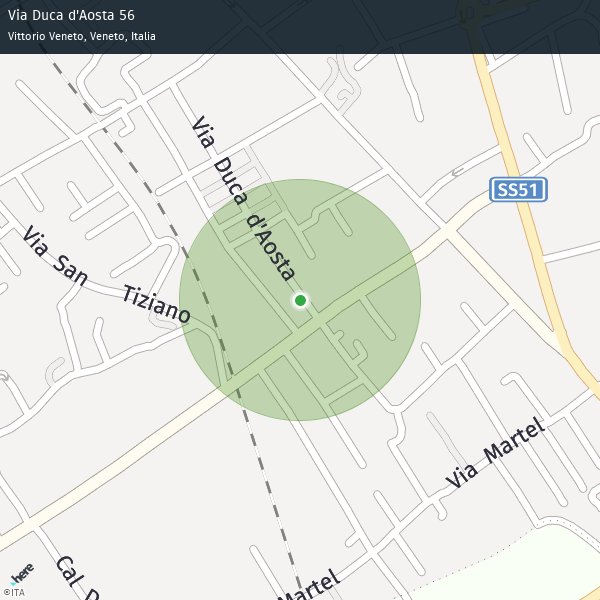 Via Duca d'Aosta 56
Vittorio Veneto, Veneto, Italia
Via Duca d'Aosta
SS51
Via San Tiziano
Via Martel
Martel
Cal D
here
©ITA